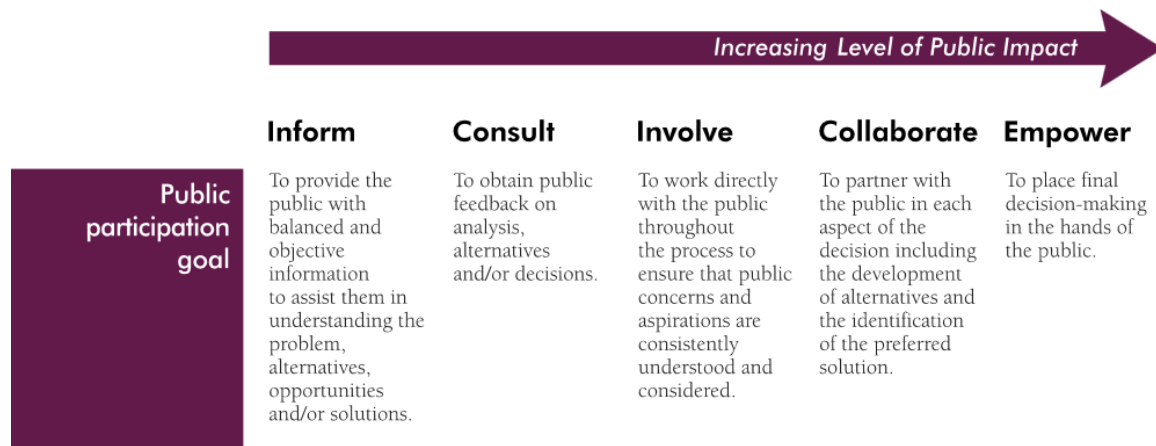 Increasing Level of Public Impact
Inform
Consult
Involve
Collaborate
Empower
Public
participation
goal
To provide the
public with
balanced and
objective
information
to assist them in
understanding the
problem,
alternatives,
opportunities
and/or solutions.
To obtain public
feedback on
analysis,
alternatives
and/or decisions.
To work directly
with the public
throughout
the process to
ensure that public
concerns and
aspirations are
consistently
understood and
considered.
To partner with
the public in each
aspect of the
decision including
the development
of alternatives and
the identification
of the preferred
solution.
To place final
decision-making
in the hands of
the public.